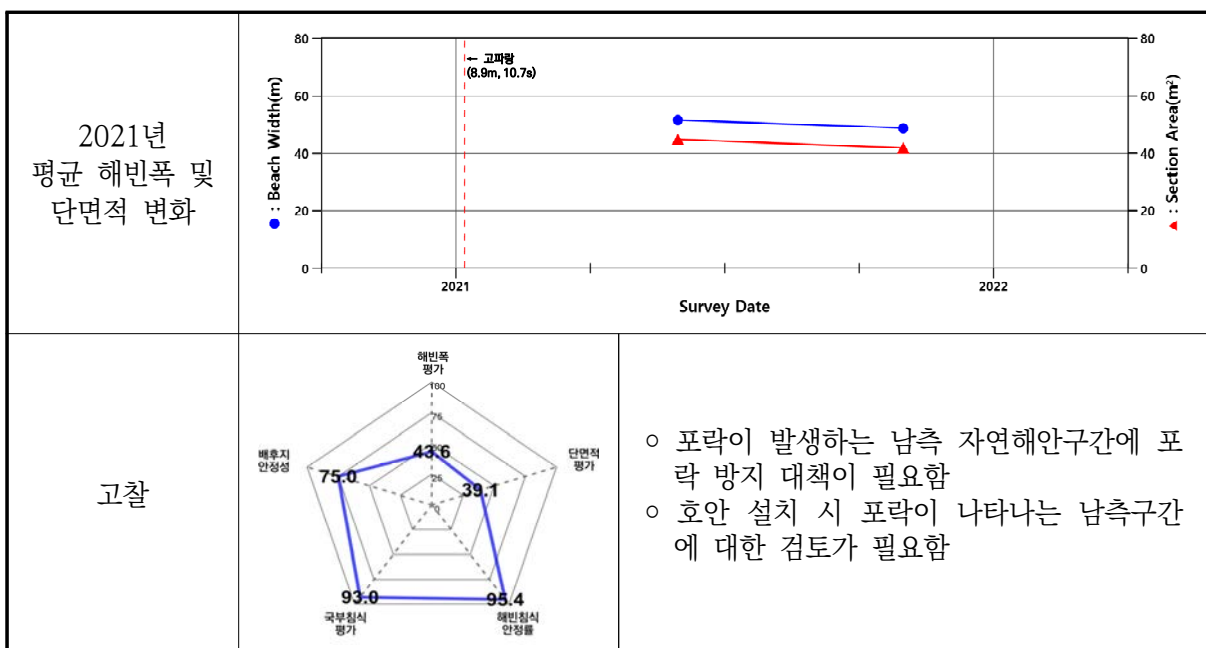 2021년
평균 해빈폭 및
단면적 변화
80
60
40
20
0
● : Beach Width(m)
← 고파랑
(8.9m, 10.7s)
80
60
40
20
0
▲ : Section Area(m²)
2021
2022
Survey Date
고찰
해빈폭
평가
100
75
50
25
0
43.6
단면적
평가
39.1
배후지
안정성
75.0
93.0
95.4
국부침식
평가
해빈침식
안정률
○ 포락이 발생하는 남측 자연해안구간에 포
락 방지 대책이 필요함
○ 호안 설치 시 포락이 나타나는 남측구간
에 대한 검토가 필요함